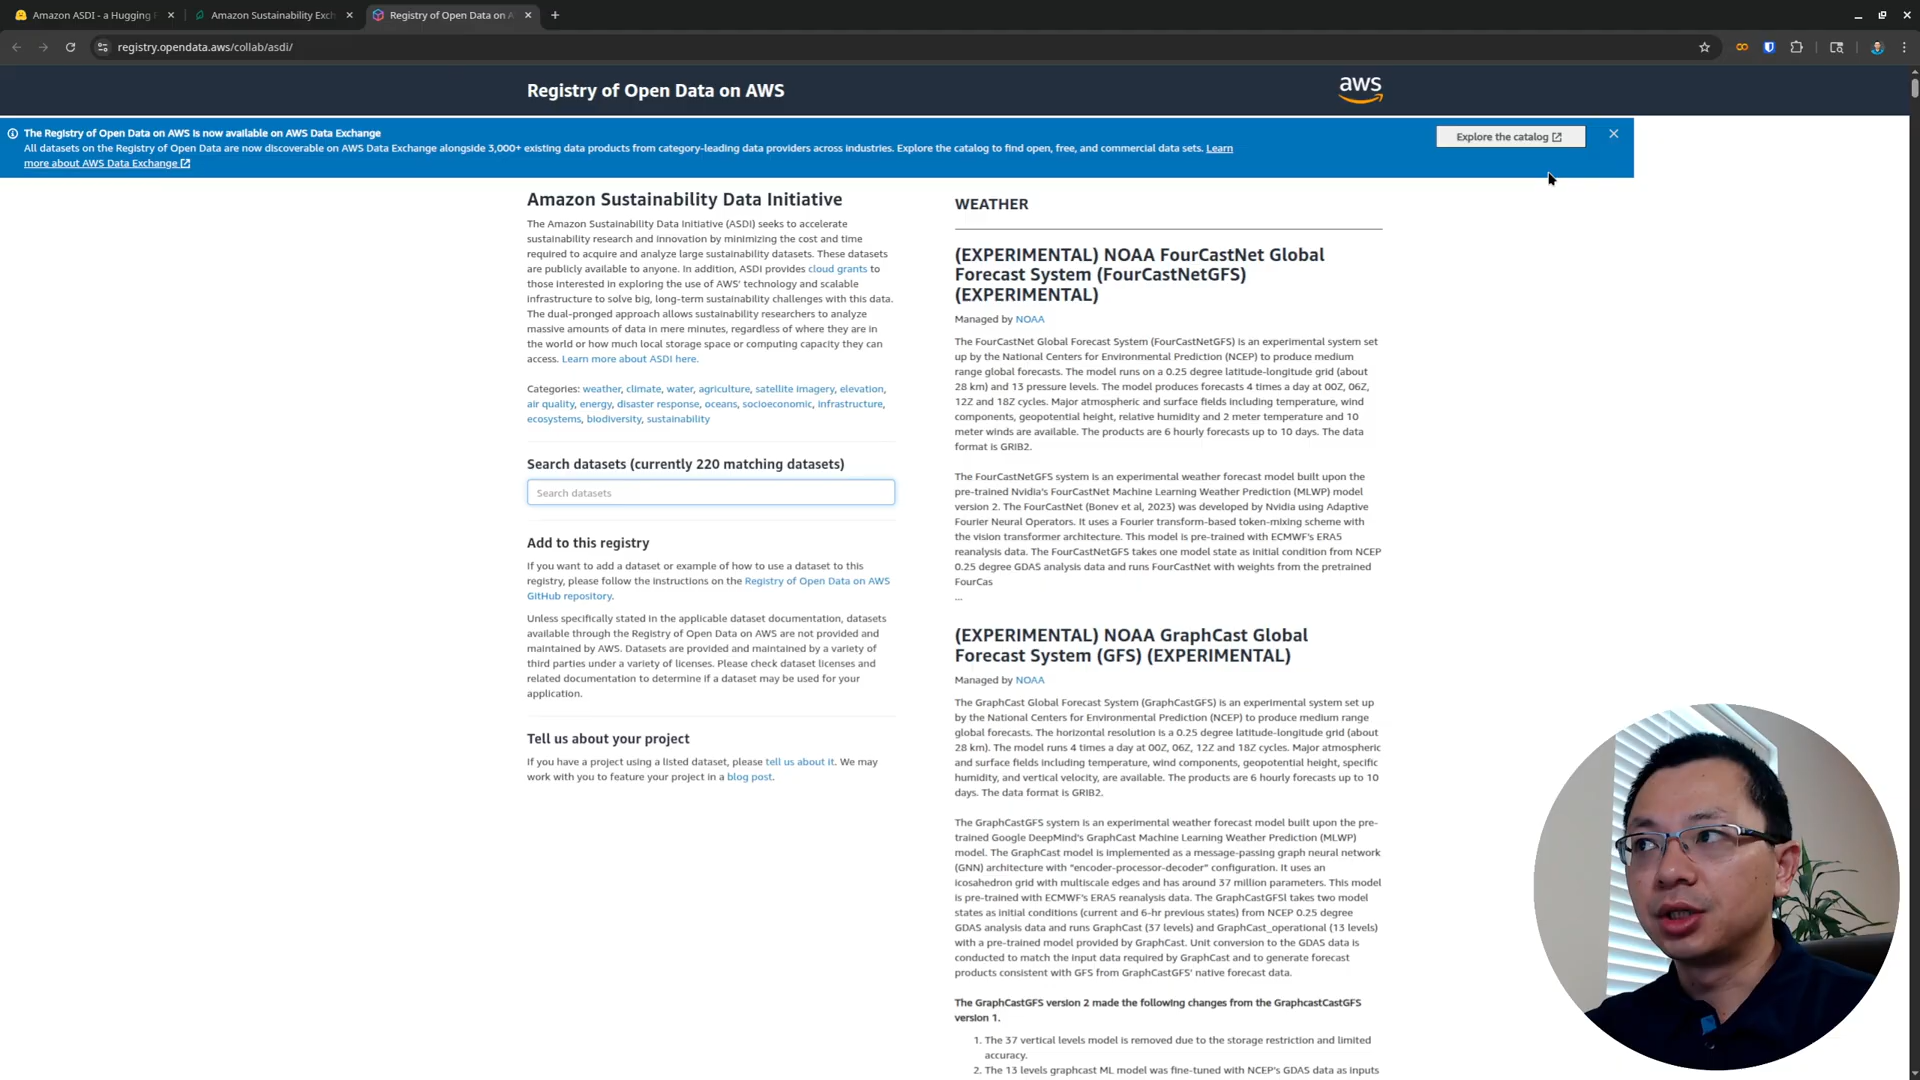 Amazon ASDI - a Hugging F
Amazon Sustainability Exch
Registry of Open Data on A
registry.opendata.aws/collab/asdi/
Registry of Open Data on AWS
aws
The Registry of Open Data on AWS is now available on AWS Data Exchange
All datasets on the Registry of Open Data are now discoverable on AWS Data Exchange alongside 3,000+ existing data products from category-leading data providers across industries. Explore the catalog to find open, free, and commercial data sets. Learn
more about AWS Data Exchange
Explore the catalog
Amazon Sustainability Data Initiative
The Amazon Sustainability Data Initiative (ASDI) seeks to accelerate
sustainability research and innovation by minimizing the cost and time
required to acquire and analyze large sustainability datasets. These datasets
are publicly available to anyone. In addition, ASDI provides cloud grants to
those interested in exploring the use of AWS' technology and scalable
infrastructure to solve big, long-term sustainability challenges with this data.
The dual-pronged approach allows sustainability researchers to analyze
massive amounts of data in mere minutes, regardless of where they are in
the world or how much local storage space or computing capacity they can
access. Learn more about ASDI here.
Categories: weather, climate, water, agriculture, satellite imagery, elevation,
air quality, energy, disaster response, oceans, socioeconomic, infrastructure,
ecosystems, biodiversity, sustainability
Search datasets (currently 220 matching datasets)
Search datasets
Add to this registry
If you want to add a dataset or example of how to use a dataset to this
registry, please follow the instructions on the Registry of Open Data on AWS
GitHub repository.
Unless specifically stated in the applicable dataset documentation, datasets
available through the Registry of Open Data on AWS are not provided and
maintained by AWS. Datasets are provided and maintained by a variety of
third parties under a variety of licenses. Please check dataset licenses and
related documentation to determine if a dataset may be used for your
application.
Tell us about your project
If you have a project using a listed dataset, please tell us about it. We may
work with you to feature your project in a blog post.
WEATHER
(EXPERIMENTAL) NOAA FourCastNet Global
Forecast System (FourCastNetGFS)
(EXPERIMENTAL)
Managed by NOAA
The FourCastNet Global Forecast System (FourCastNetGFS) is an experimental system set
up by the National Centers for Environmental Prediction (NCEP) to produce medium
range global forecasts. The model runs on a 0.25 degree latitude-longitude grid (about
28 km) and 13 pressure levels. The model produces forecasts 4 times a day at 00Z, 06Z,
12Z and 18Z cycles. Major atmospheric and surface fields including temperature, wind
components, geopotential height, relative humidity and 2 meter temperature and 10
meter winds are available. The products are 6 hourly forecasts up to 10 days. The data
format is GRIB2.
The FourCastNetGFS system is an experimental weather forecast model built upon the
pre-trained Nvidia's FourCastNet Machine Learning Weather Prediction (MLWP) model
version 2. The FourCastNet (Bonev et al, 2023) was developed by Nvidia using Adaptive
Fourier Neural Operators. It uses a Fourier transform-based token-mixing scheme with
the vision transformer architecture. This model is pre-trained with ECMWF's ERA5
reanalysis data. The FourCastNetGFS takes one model state as initial condition from NCEP
0.25 degree GDAS analysis data and runs FourCastNet with weights from the pretrained
FourCas
...
(EXPERIMENTAL) NOAA GraphCast Global
Forecast System (GFS) (EXPERIMENTAL)
Managed by NOAA
The GraphCast Global Forecast System (GraphCastGFS) is an experimental system set up
by the National Centers for Environmental Prediction (NCEP) to produce medium range
global forecasts. The horizontal resolution is a 0.25 degree latitude-longitude grid (about
28 km). The model runs 4 times a day at 00Z, 06Z, 12Z and 18Z cycles. Major atmospheric
and surface fields including temperature, wind components, geopotential height, specific
humidity, and vertical velocity, are available. The products are 6 hourly forecasts up to 10
days. The data format is GRIB2.
The GraphCastGFS system is an experimental weather forecast model built upon the pre-
trained Google DeepMind's GraphCast Machine Learning Weather Prediction (MLWP)
model. The GraphCast model is implemented as a message-passing graph neural network
(GNN) architecture with "encoder-processor-decoder" configuration. It uses an
icosahedron grid with multiscale edges and has around 37 million parameters. This model
is pre-trained with ECMWF's ERA5 reanalysis data. The GraphCastGFSl takes two model
states as initial conditions (current and 6-hr previous states) from NCEP 0.25 degree
GDAS analysis data and runs GraphCast (37 levels) and GraphCast_operational (13 levels)
with a pre-trained model provided by GraphCast. Unit conversion to the GDAS data is
conducted to match the input data required by GraphCast and to generate forecast
products consistent with GFS from GraphCastGFS' native forecast data.
The GraphCastGFS version 2 made the following changes from the GraphcastCastGFS
version 1.
1. The 37 vertical levels model is removed due to the storage restriction and limited
accuracy.
2. The 13 levels graphcast ML model was fine-tuned with NCEP's GDAS data as inputs